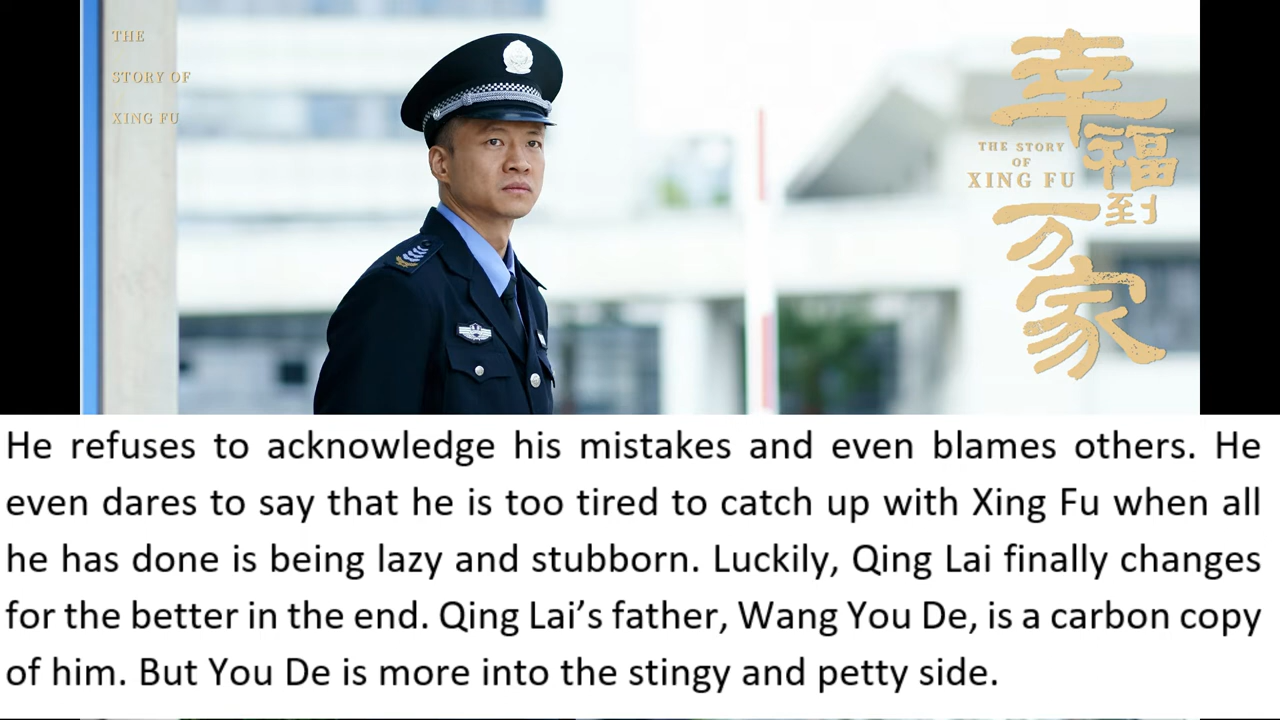 THE
STORY OF
XING FU
幸
福
THE STORY
OF
XING FU
到
万
家
He refuses to acknowledge his mistakes and even blames others. He
even dares to say that he is too tired to catch up with Xing Fu when all
he has done is being lazy and stubborn. Luckily, Qing Lai finally changes
for the better in the end. Qing Lai’s father, Wang You De, is a carbon copy
of him. But You De is more into the stingy and petty side.